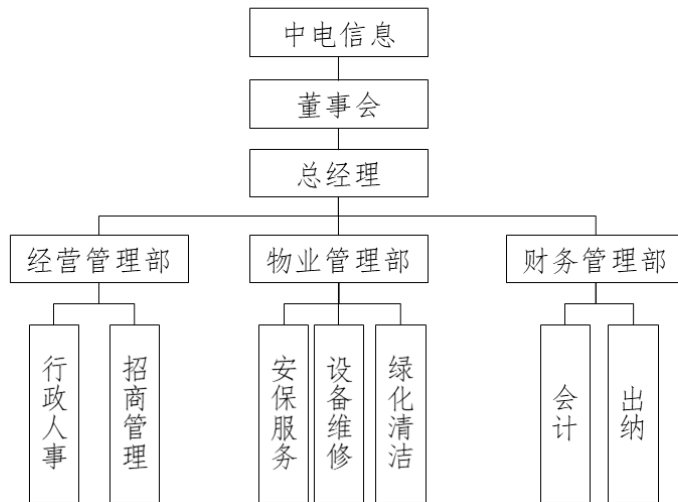 中电信息
董事会
总经理
经营管理部
物业管理部
财务管理部
行政人事
招商管理
安保服务
设备维修
绿化清洁
会计
出纳